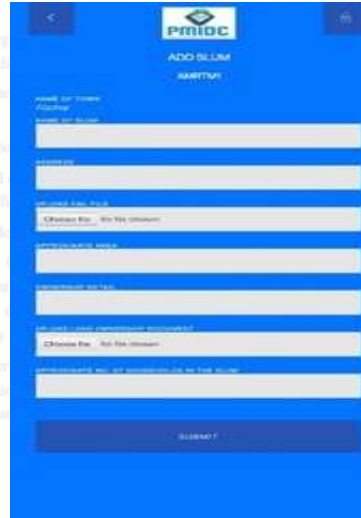 <
PMIDC
ADD SLUM
NAME OF TOWN
NAME OF SLUM
ADDRESS
UPLOAD KML FILE
Choose file No file chosen
APPROXIMATE AREA
OWNERSHIP DETAIL
UPLOAD LAND OWNERSHIP DOCUMENT
Choose file No file chosen
APPROXIMATE NO. OF HOUSEHOLDS IN THE SLUM
SUBMIT